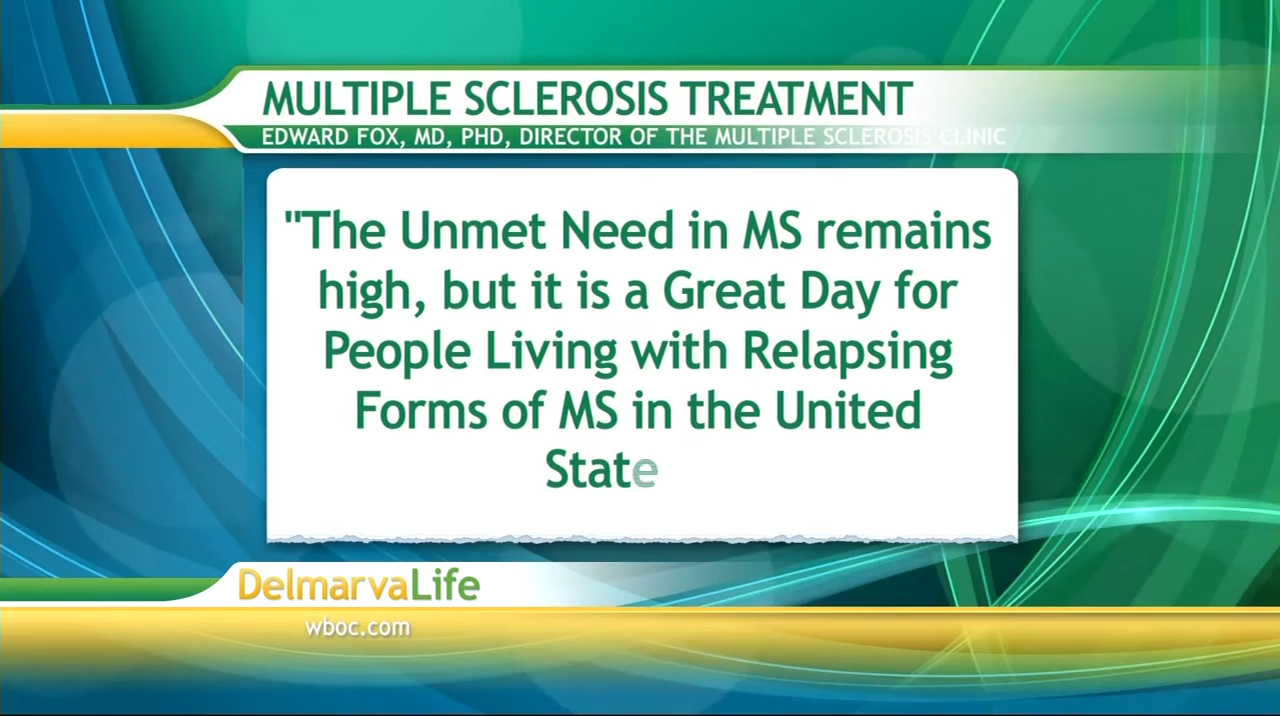 MULTIPLE SCLEROSIS TREATMENT
EDWARD FOX, MD, PHD, DIRECTOR OF THE MULTIPLE SCLEROSIS CLINIC
"The Unmet Need in MS remains
high, but it is a Great Day for
People Living with Relapsing
Forms of MS in the United
State
DelmarvaLife
wboc.com